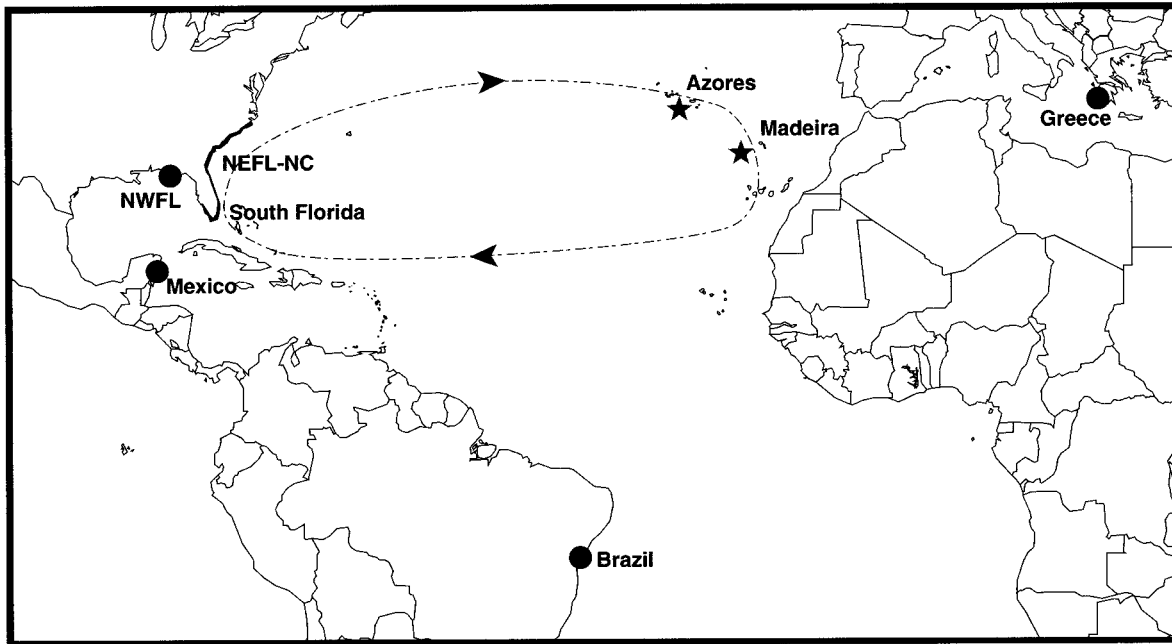 Azores
Madeira
Greece
NEFL-NC
NWFL
South Florida
Mexico
Brazil